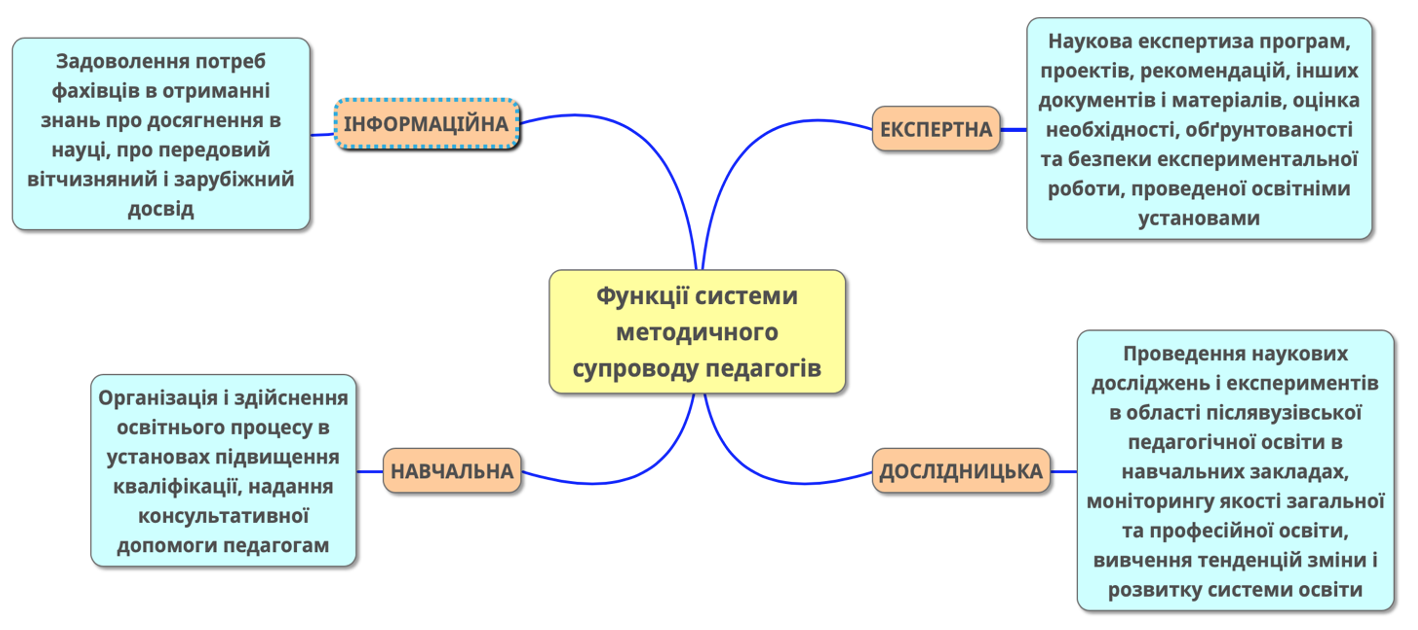 Функції системи
методичного
супроводу педагогів
ІНФОРМАЦІЙНА
Задоволення потреб
фахівців в отриманні
знань про досягнення в
науці, про передовий
вітчизняний і зарубіжний
досвід
ЕКСПЕРТНА
Наукова експертиза програм,
проектів, рекомендацій, інших
документів і матеріалів, оцінка
необхідності, обґрунтованості
та безпеки експериментальної
роботи, проведеної освітніми
установами
НАВЧАЛЬНА
Організація і здійснення
освітнього процесу в
установах підвищення
кваліфікації, надання
консультативної
допомоги педагогам
ДОСЛІДНИЦЬКА
Проведення наукових
досліджень і експериментів
в області післявузівської
педагогічної освіти в
навчальних закладах,
моніторингу якості загальної
та професійної освіти,
вивчення тенденцій зміни і
розвитку системи освіти